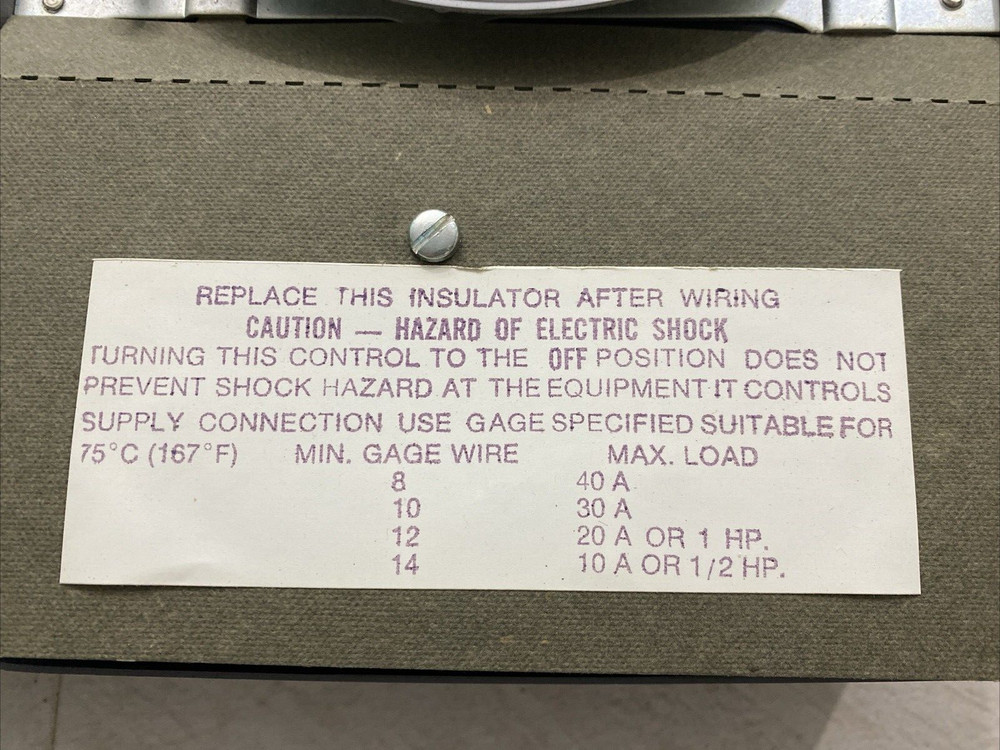 REPLACE THIS INSULATOR AFTER WIRING
CAUTION — HAZARD OF ELECTRIC SHOCK
TURNING THIS CONTROL TO THE OFF POSITION DOES NOT
PREVENT SHOCK HAZARD AT THE EQUIPMENT IT CONTROLS
SUPPLY CONNECTION USE GAGE SPECIFIED SUITABLE FOR
75°C (167°F) MIN. GAGE WIRE MAX. LOAD
8 40 A
10 30 A
12 20 A OR 1 HP.
14 10 A OR 1/2 HP.